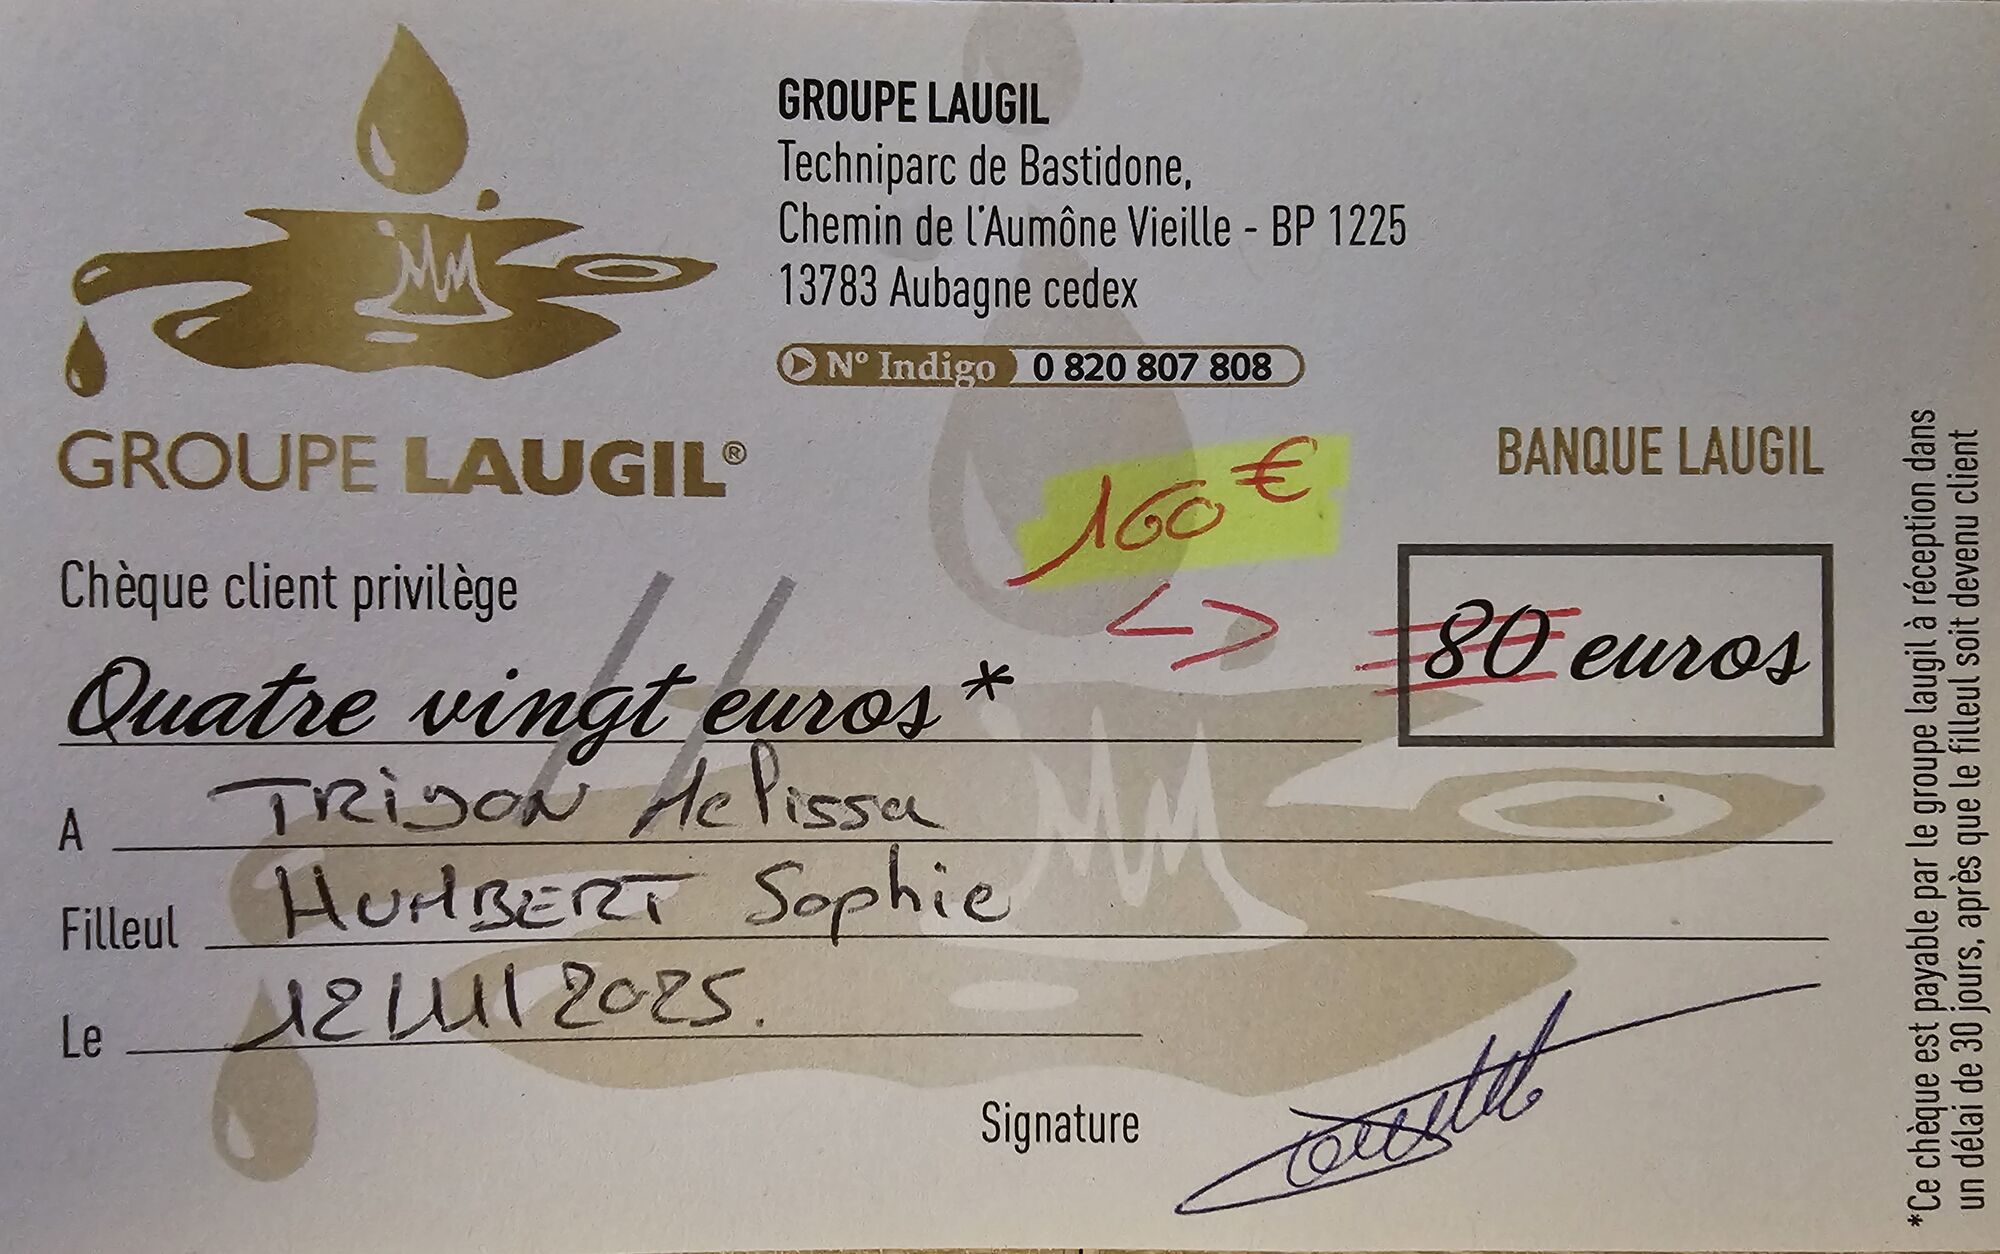 GROUPE LAUGIL
Techniparc de Bastidone,
Chemin de l'Aumône Vieille - BP 1225
13783 Aubagne cedex
N° Indigo 0 820 807 808
GROUPE LAUGIL®
BANQUE LAUGIL
160 €
Chèque client privilège
80 euros
Quatre vingt euros *
A TRIJON Melissa
Filleul HUMBERT Sophie
Le 12/11/2025.
Signature
*Ce chèque est payable par le groupe laugil à réception dans
un délai de 30 jours, après que le filleul soit devenu client